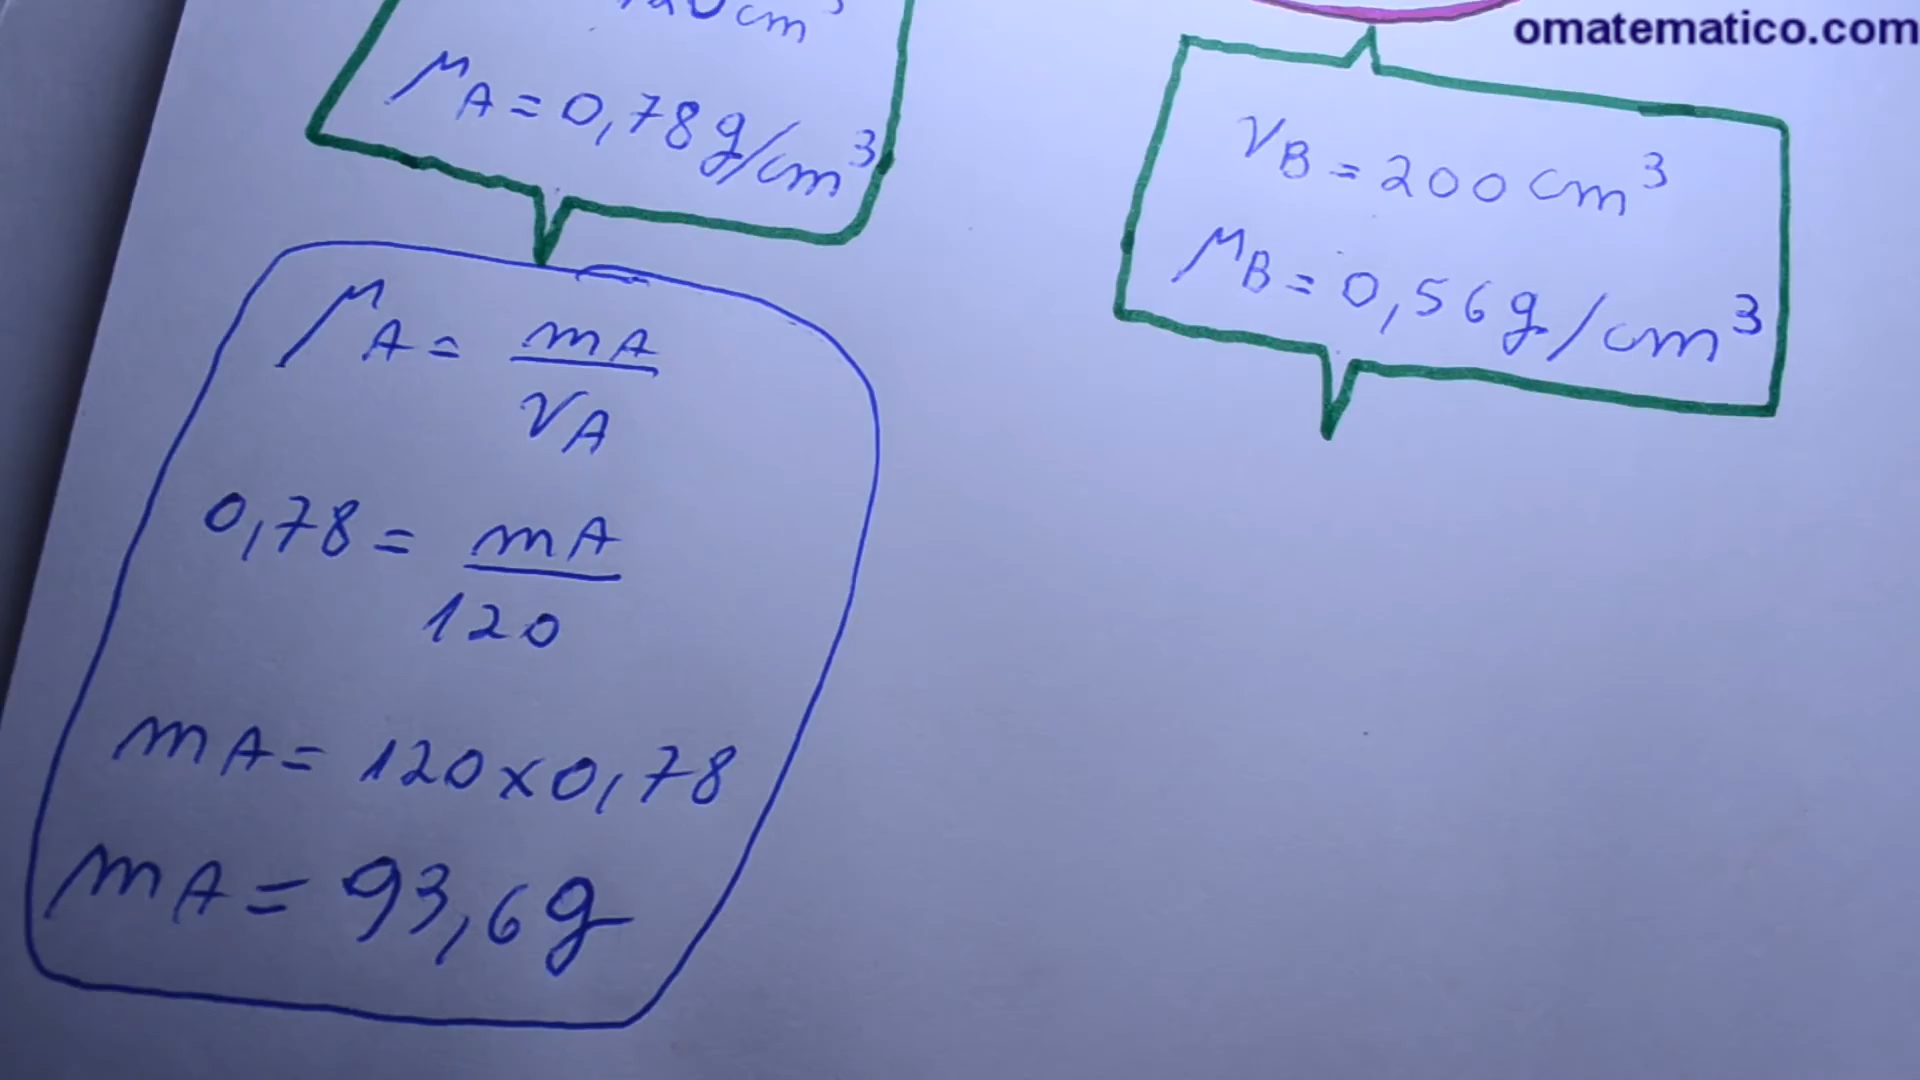 omatematico.com
cm³
μA = 0,78 g/cm³
VB = 200 cm³
μB = 0,56 g/cm³
μA = mA
VA
0,78 = mA
120
mA = 120 x 0,78
mA = 93,6 g